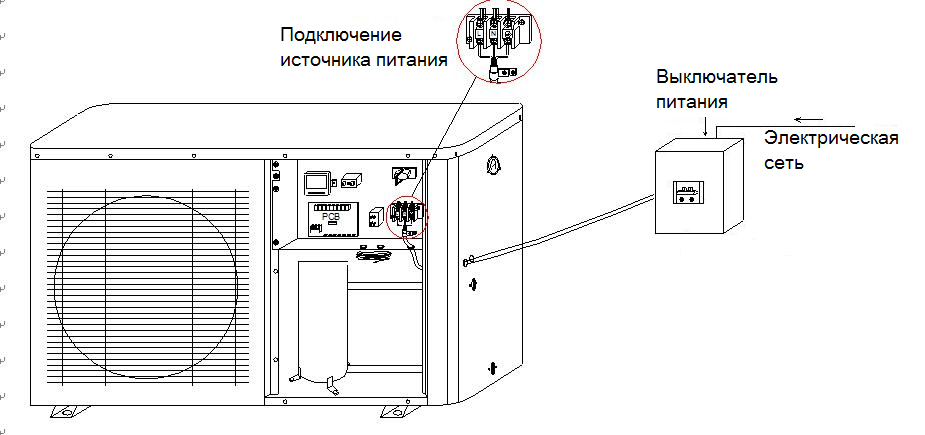 Подключение
источника питания
L N
Выключатель
питания
Электрическая
сеть
PCB